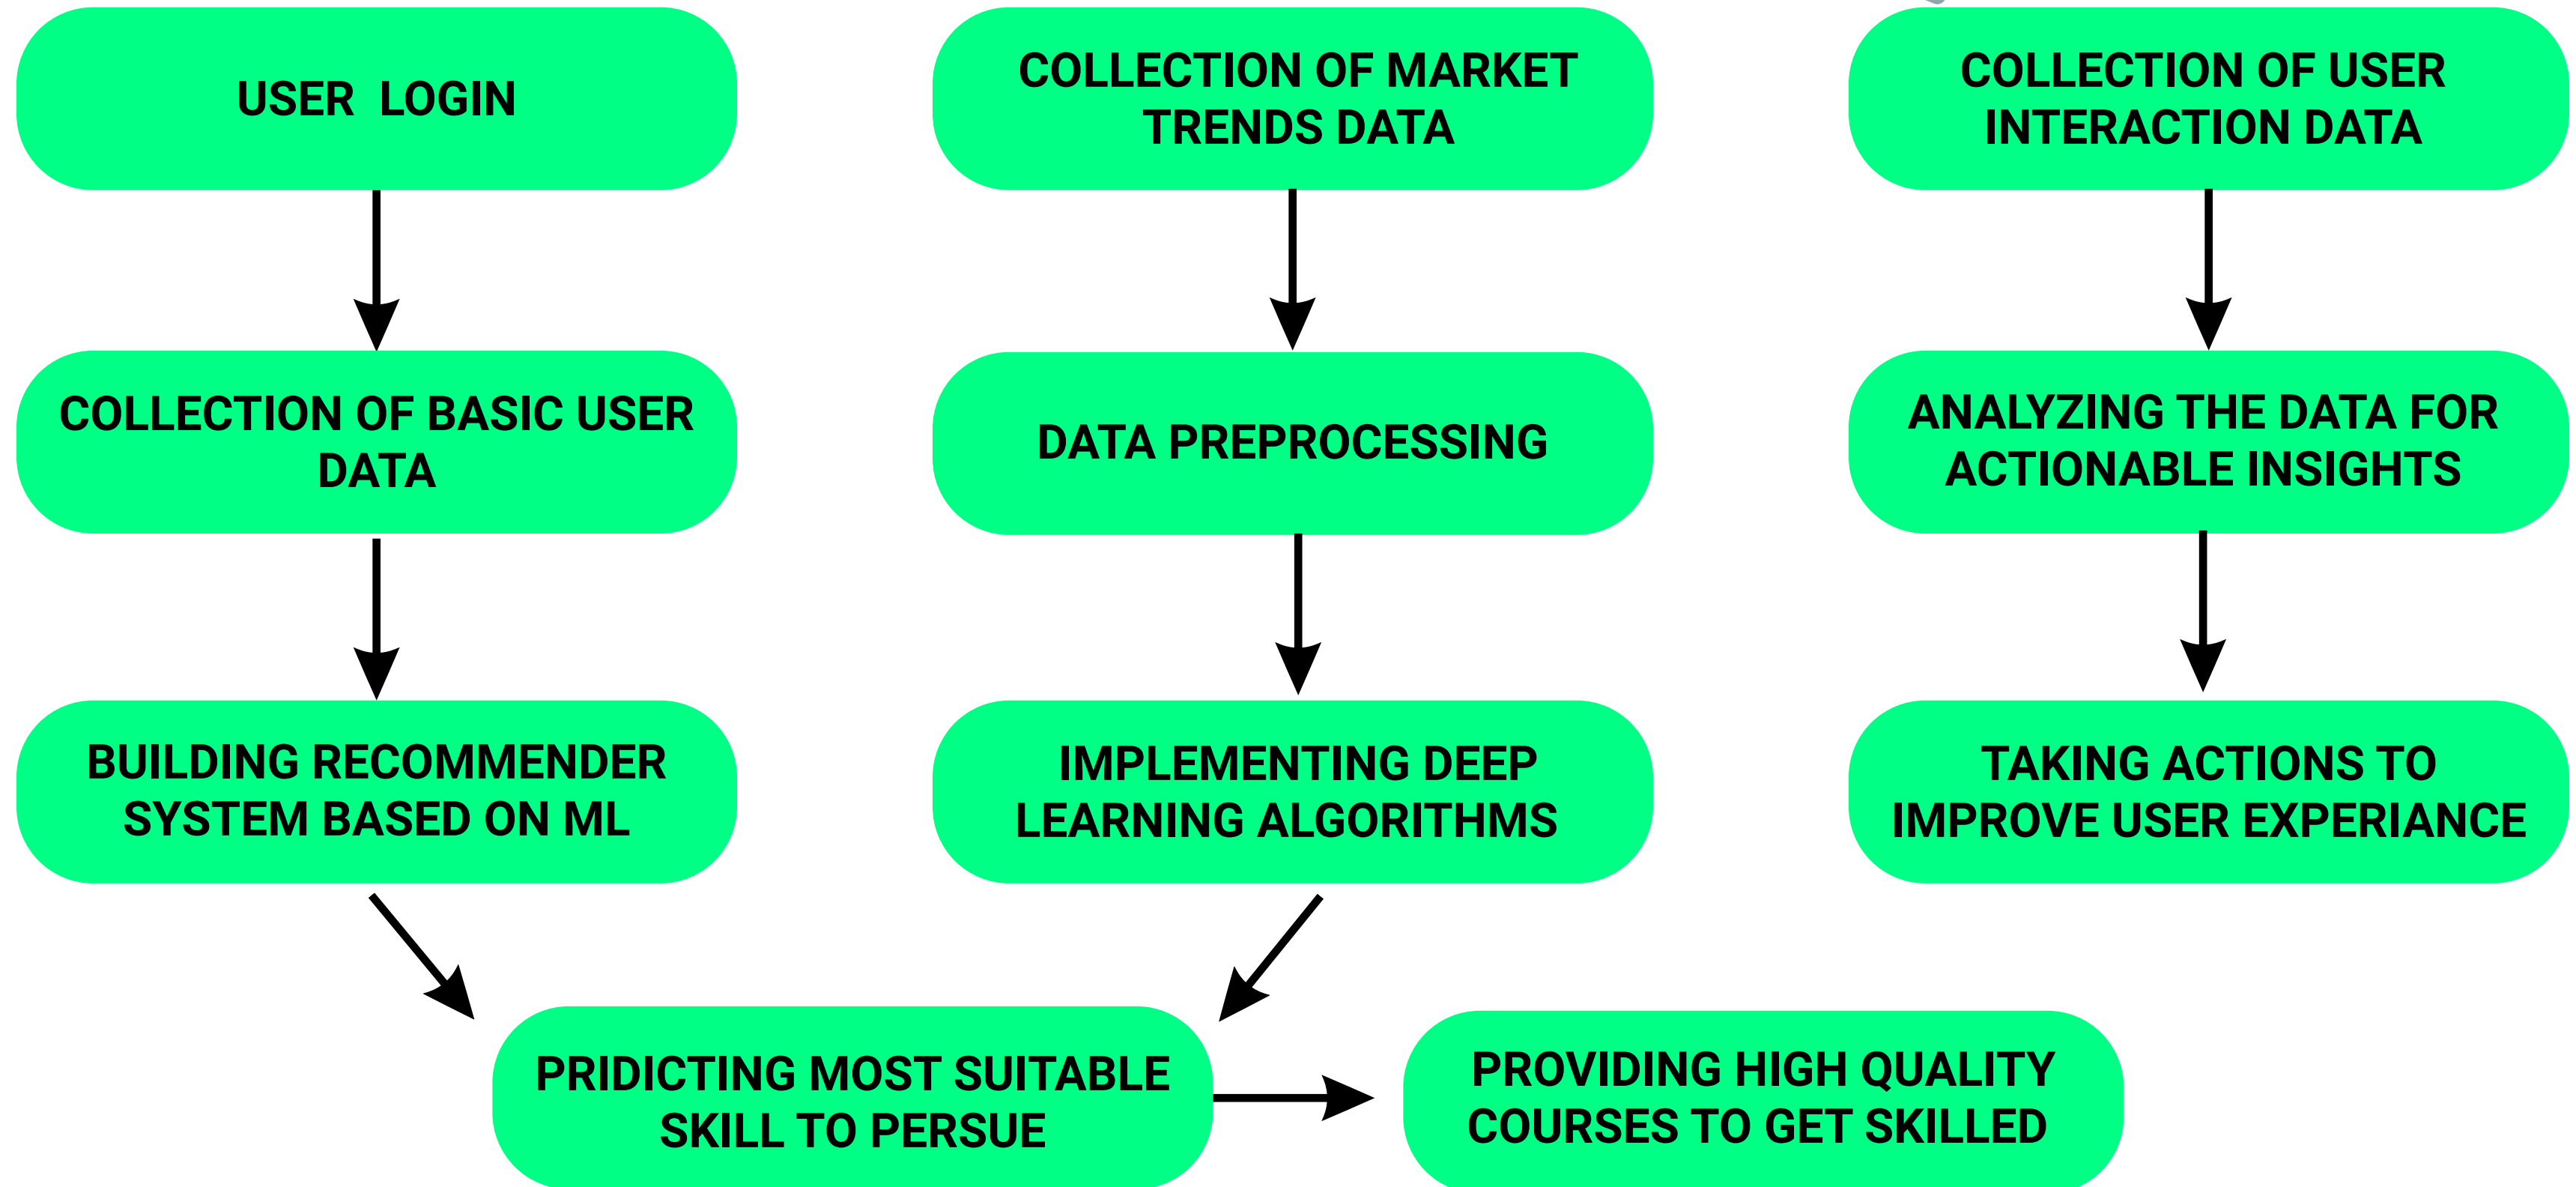 USER  LOGIN
COLLECTION OF MARKET
TRENDS DATA
COLLECTION OF USER
INTERACTION DATA
COLLECTION OF BASIC USER
DATA
DATA PREPROCESSING
ANALYZING THE DATA FOR
ACTIONABLE INSIGHTS
BUILDING RECOMMENDER
SYSTEM BASED ON ML
IMPLEMENTING DEEP
LEARNING ALGORITHMS
TAKING ACTIONS TO
IMPROVE USER EXPERIANCE
PRIDICTING MOST SUITABLE
SKILL TO PERSUE
PROVIDING HIGH QUALITY
COURSES TO GET SKILLED